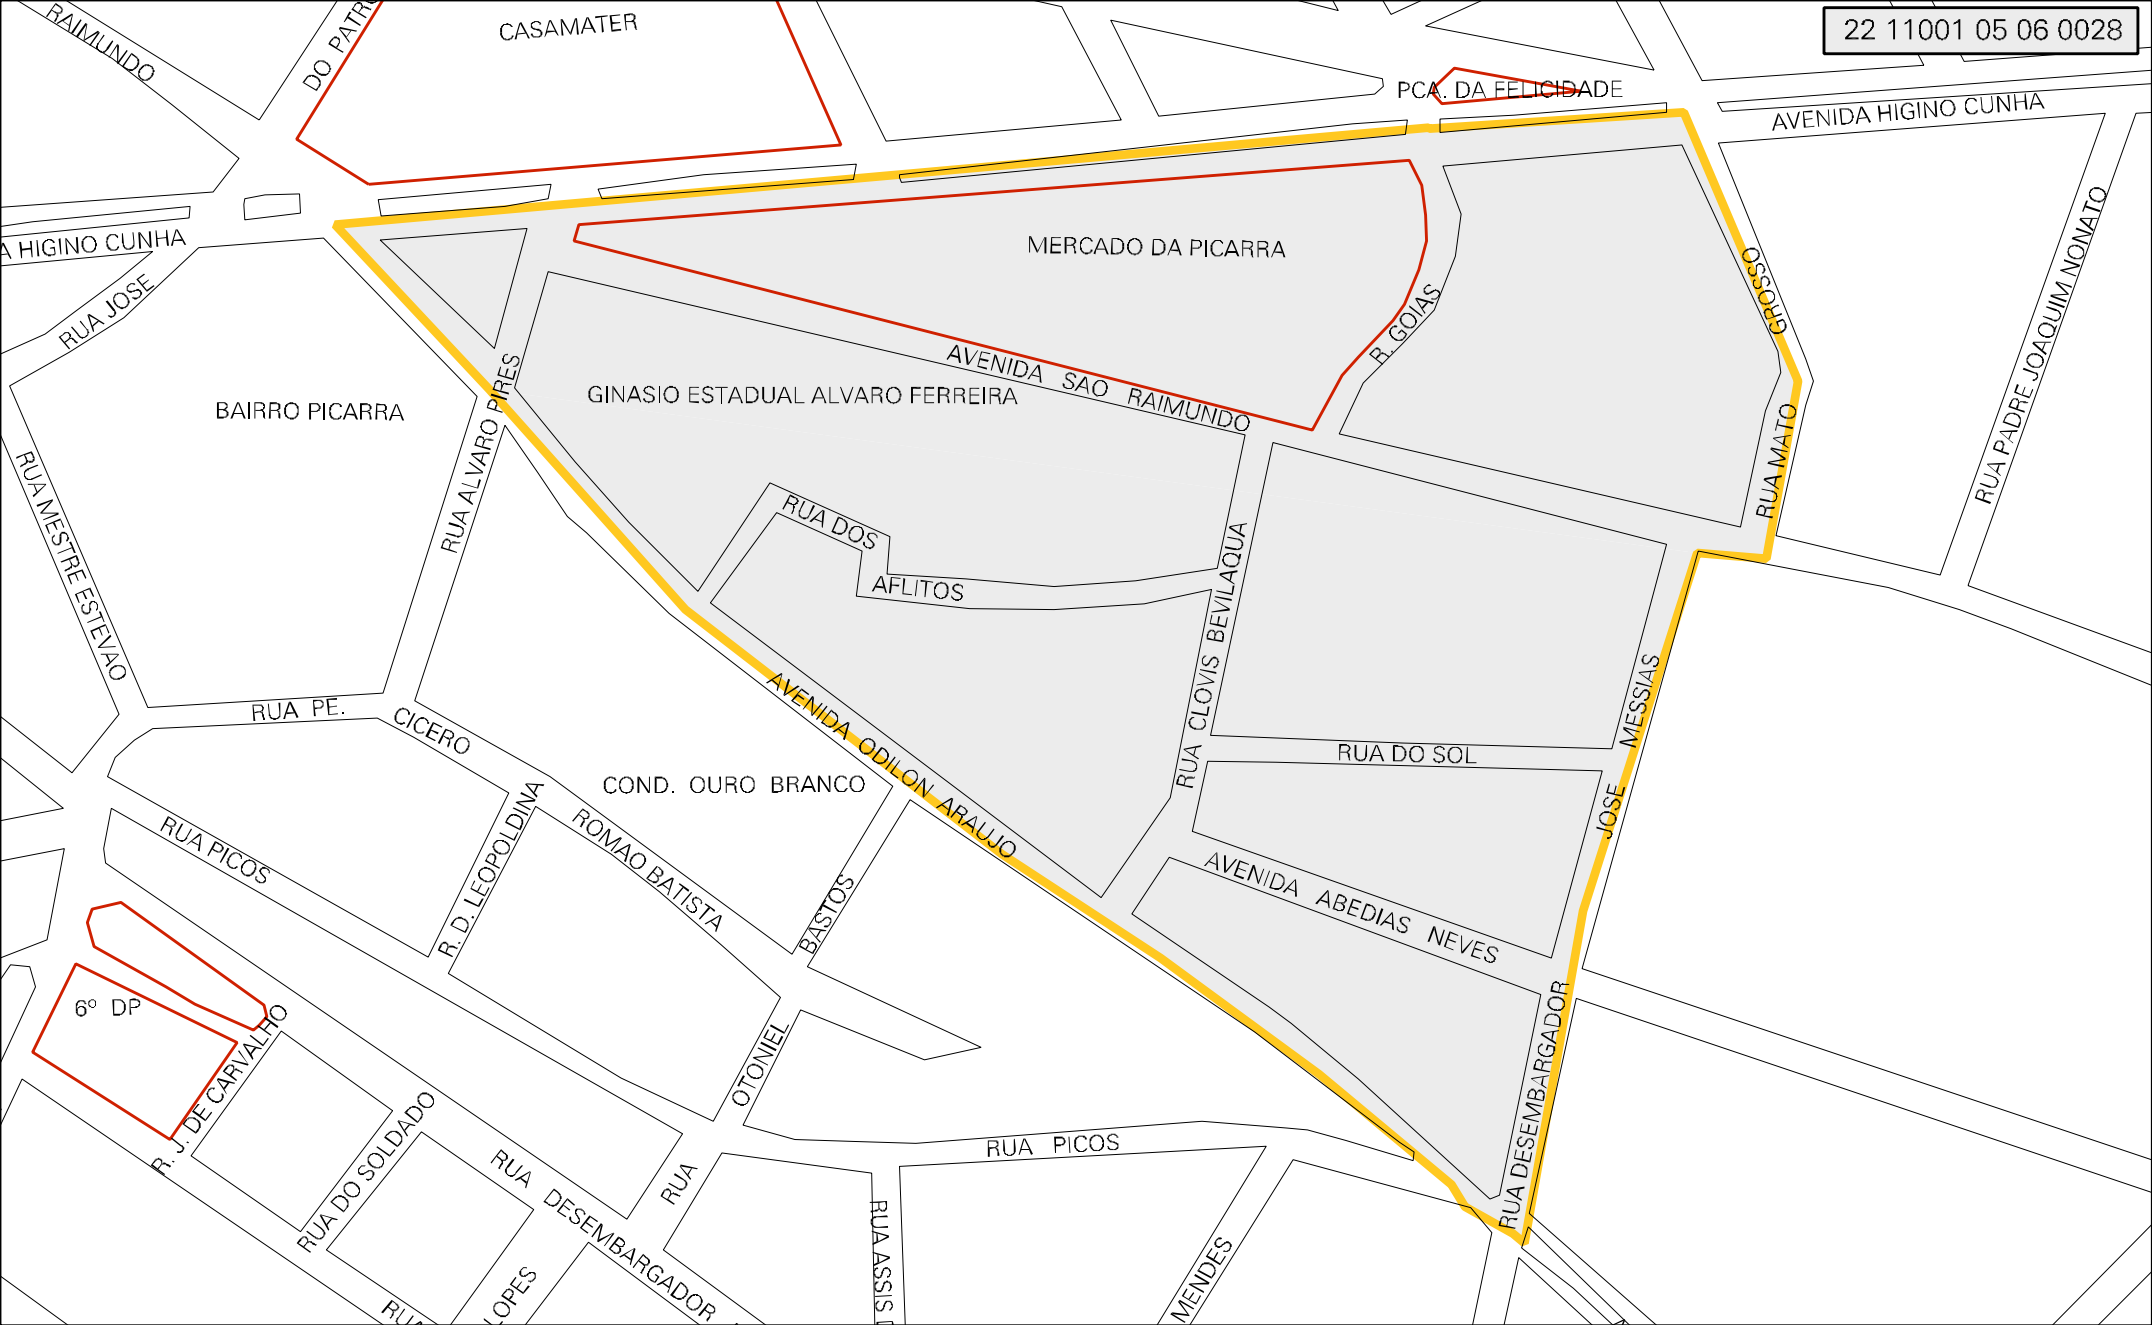 22 11001 05 06 0028
RAIMUNDO
CASAMATER
PCA. DA FELICIDADE
AVENIDA HIGINO CUNHA
A HIGINO CUNHA
RUA JOSE
MERCADO DA PICARRA
R. GOIAS
RUA MATO GROSSO
RUA PADRE JOAQUIM NONATO
AVENIDA SAO RAIMUNDO
GINASIO ESTADUAL ALVARO FERREIRA
BAIRRO PICARRA
RUA ALVARO PIRES
RUA MESTRE ESTEVAO
RUA DOS AFLITOS
RUA CLOVIS BEVILAQUA
RUA DESEMBARGADOR JOSE MESSIAS
RUA DO SOL
AVENIDA ODILON ARAUJO
AVENIDA ABEDIAS NEVES
RUA PE. CICERO
ROMAO BATISTA
COND. OURO BRANCO
RUA PICOS
R. D. LEOPOLDINA
RUA OTONIEL BASTOS
6º DP
R. J. DE CARVALHO
RUA DO SOLDADO
RUA DESEMBARGADOR
RUA PICOS
RUA ASSIS
MENDES
LOPES
RUA
DO